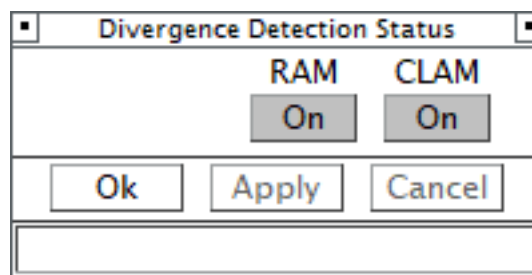 Divergence Detection Status
RAM CLAM
On On
Ok Apply Cancel